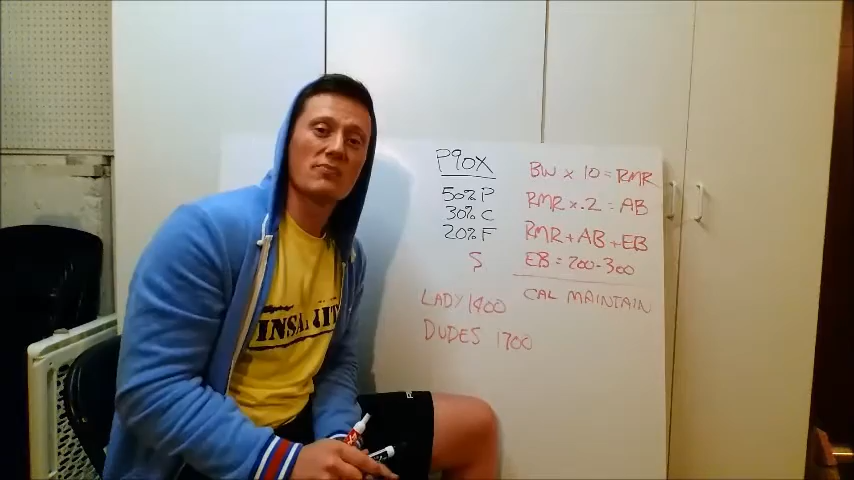 P90X
50% P
30% C
20% F
S
LADY 1400
DUDES 1700
BW x 10 = RMR
RMR x .2 = AB
RMR + AB + EB
EB = 200-300
CAL MAINTAIN
INSANITY